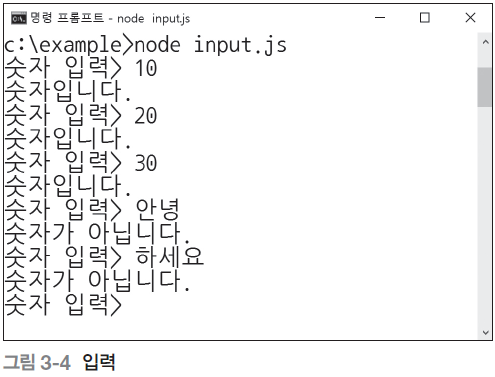 명령 프롬프트 - node input.js
c:\example>node input.js
숫자 입력> 10
숫자입니다.
숫자 입력> 20
숫자입니다.
숫자 입력> 30
숫자입니다.
숫자 입력> 안녕
숫자가 아닙니다.
숫자 입력> 하세요
숫자가 아닙니다.
숫자 입력>
그림 3-4 입력